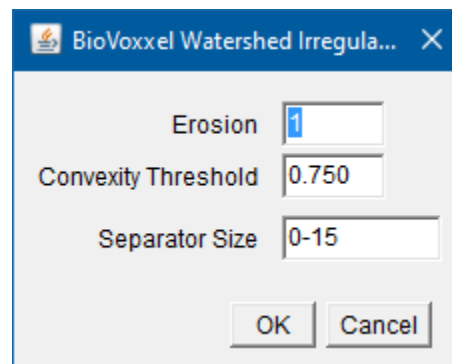 BioVoxxel Watershed Irregula...
Erosion 1
Convexity Threshold 0.750
Separator Size 0-15
OK Cancel